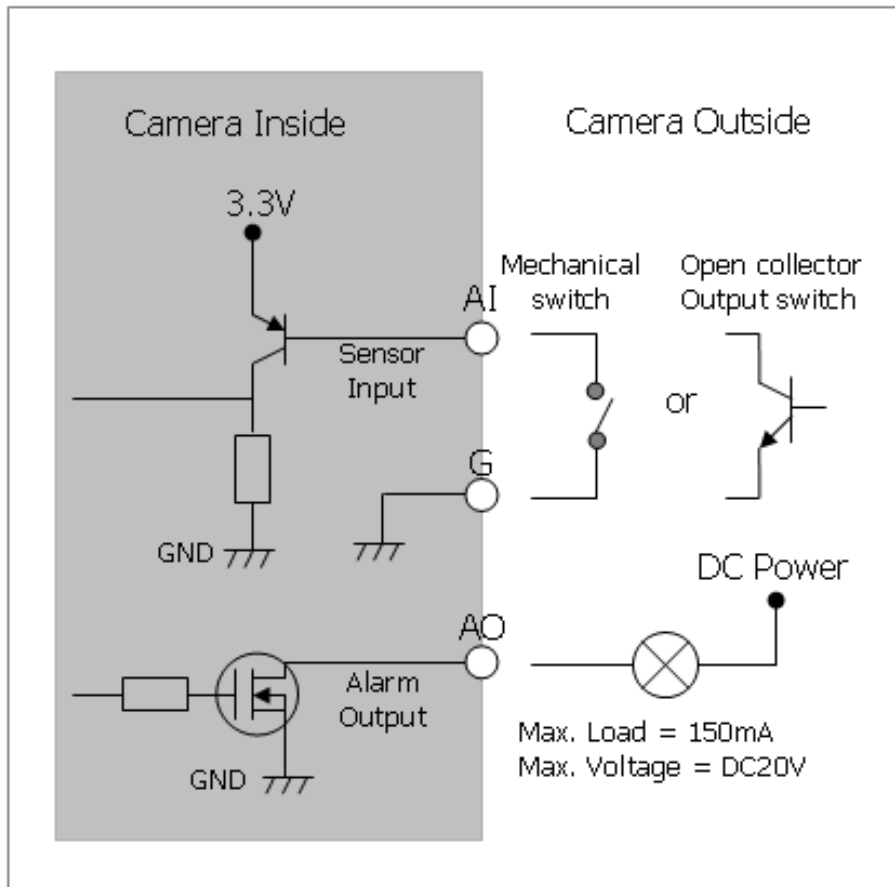 Camera Inside
Camera Outside
3.3V
Mechanical
switch
Open collector
Output switch
AI
Sensor
Input
or
G
GND
DC Power
AO
Alarm
Output
GND
Max. Load = 150mA
Max. Voltage = DC20V